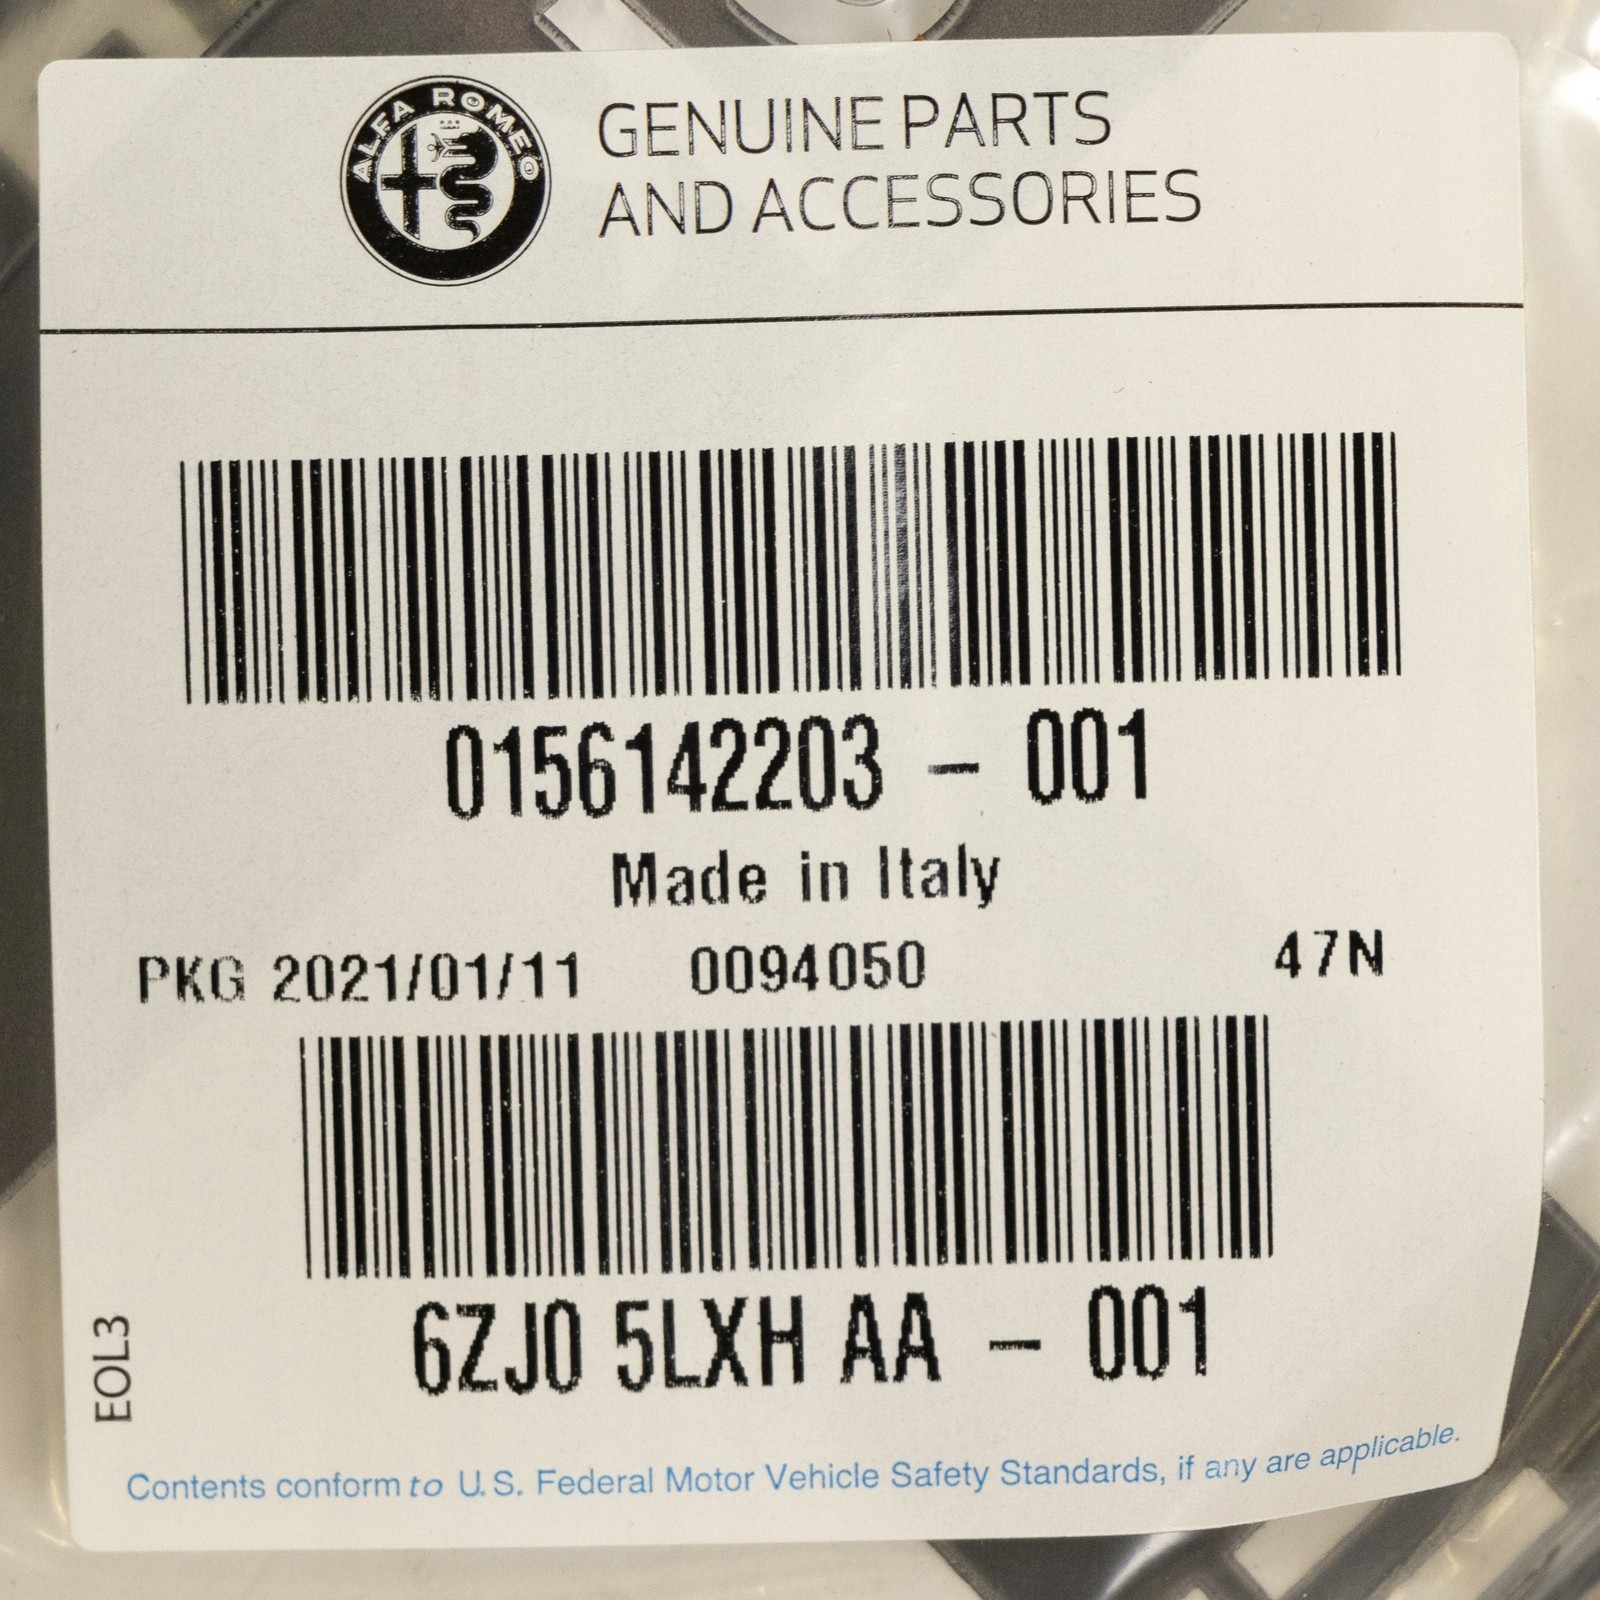 ALFA ROMEO
GENUINE PARTS
AND ACCESSORIES
0156142203 – 001
Made in Italy
PKG 2021/01/11 0094050 47N
6ZJ0 5LXH AA – 001
EOL3
Contents conform to U.S. Federal Motor Vehicle Safety Standards, if any are applicable.